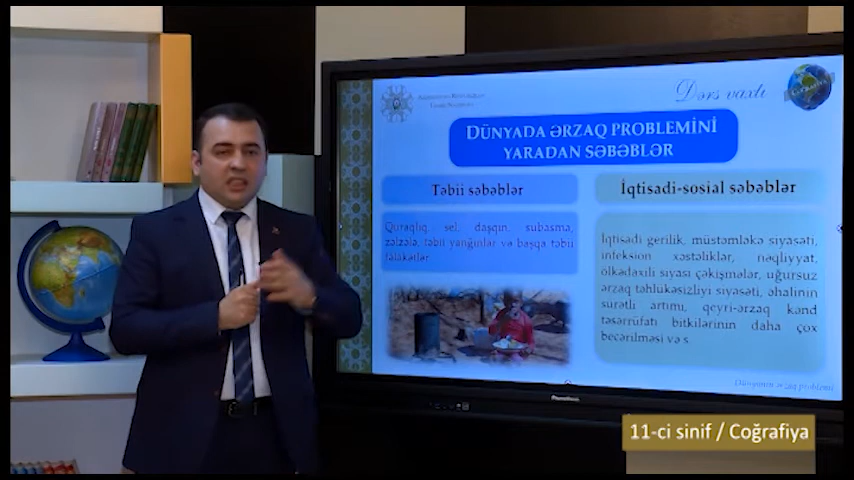 Dərs vaxtı
DÜNYADA ƏRZAQ PROBLEMİNİ
YARADAN SƏBƏBLƏR
Təbii səbəblər
İqtisadi-sosial səbəblər
Quraqlıq, sel, daşqın, subasma,
zəlzələ, təbii yanğınlar və başqa təbii
fəlakətlər
İqtisadi gerilik, müstəmləkə siyasəti,
infeksion xəstəliklər, nəqliyyat,
ölkədaxili siyasi çəkişmələr, uğursuz
ərzaq təhlükəsizliyi siyasəti, əhalinin
sürətli artımı, qeyri-ərzaq kənd
təsərrüfatı bitkilərinin daha çox
becərilməsi və s.
Dünyanın ərzaq problemi
11-ci sinif / Coğrafiya